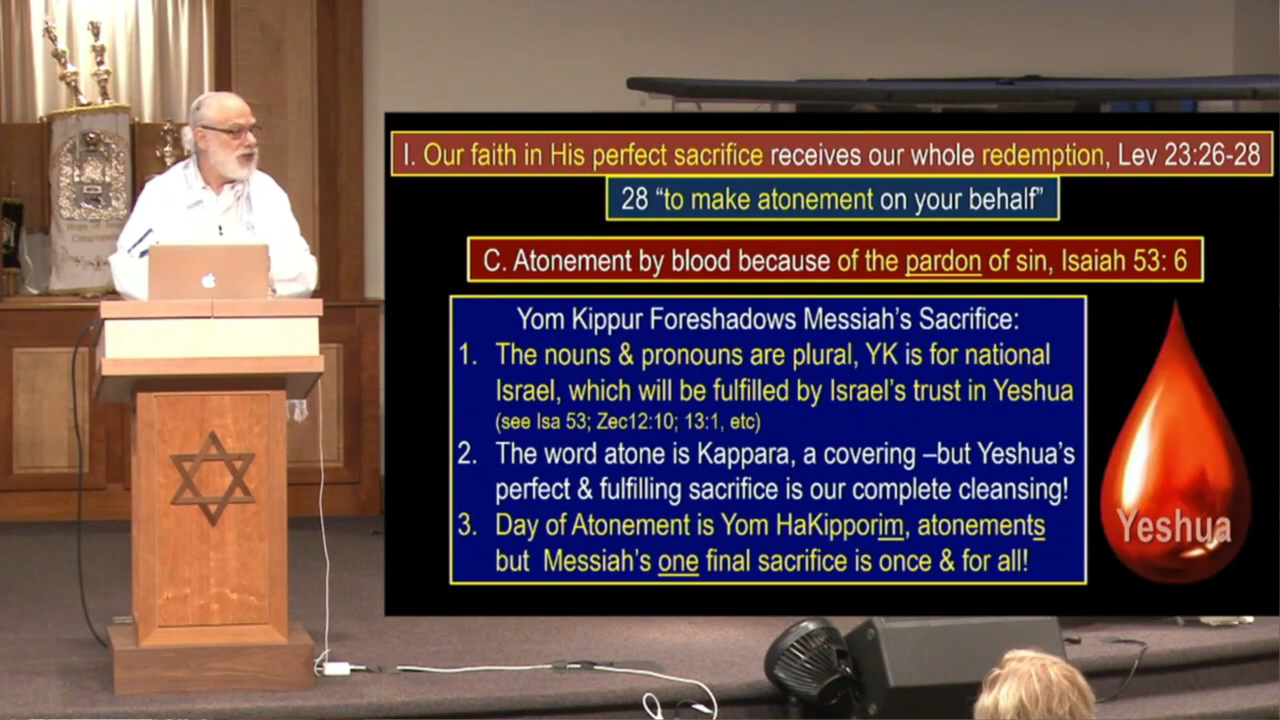 I. Our faith in His perfect sacrifice receives our whole redemption, Lev 23:26-28
28 “to make atonement on your behalf”
C. Atonement by blood because of the pardon of sin, Isaiah 53: 6
Yom Kippur Foreshadows Messiah’s Sacrifice:
1. The nouns & pronouns are plural, YK is for national
Israel, which will be fulfilled by Israel’s trust in Yeshua
(see Isa 53; Zec12:10; 13:1, etc)
2. The word atone is Kappara, a covering –but Yeshua’s
perfect & fulfilling sacrifice is our complete cleansing!
3. Day of Atonement is Yom HaKipporim, atonements
but Messiah’s one final sacrifice is once & for all!
Yeshua
Hope of